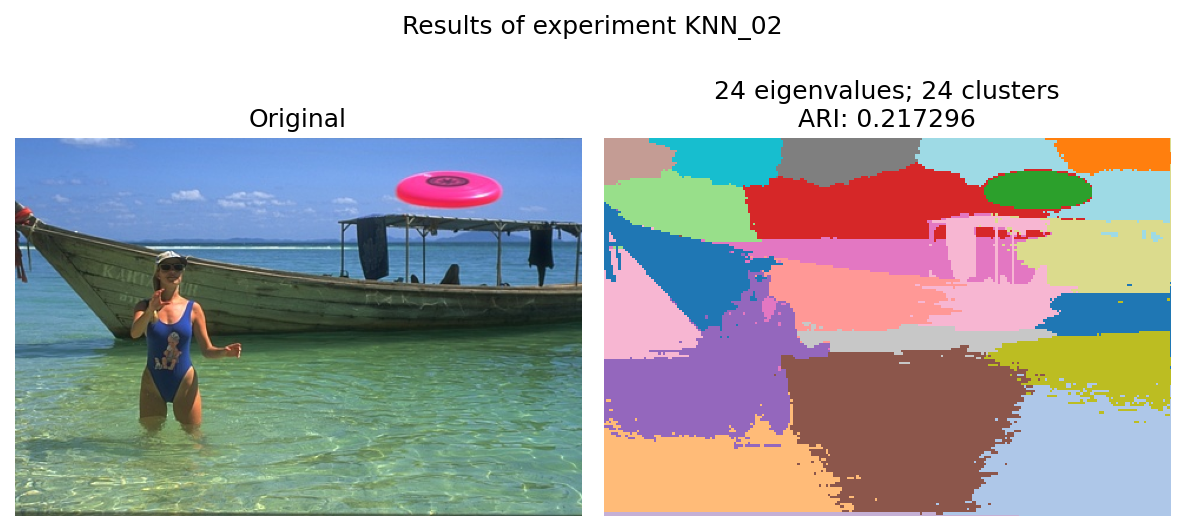 Results of experiment KNN_02
Original
24 eigenvalues; 24 clusters
ARI: 0.217296